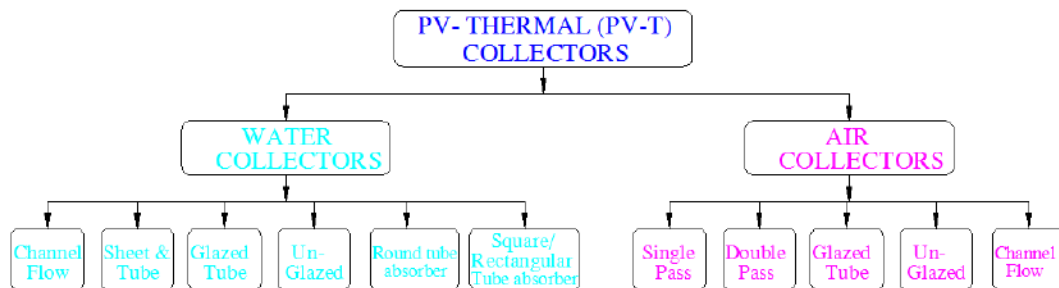 PV- THERMAL (PV-T)
COLLECTORS
WATER
COLLECTORS
AIR
COLLECTORS
Channel
Flow
Sheet &
Tube
Glazed
Tube
Un-
Glazed
Round tube
absorber
Square/
Rectangular
Tube absorber
Single
Pass
Double
Pass
Glazed
Tube
Un-
Glazed
Channel
Flow